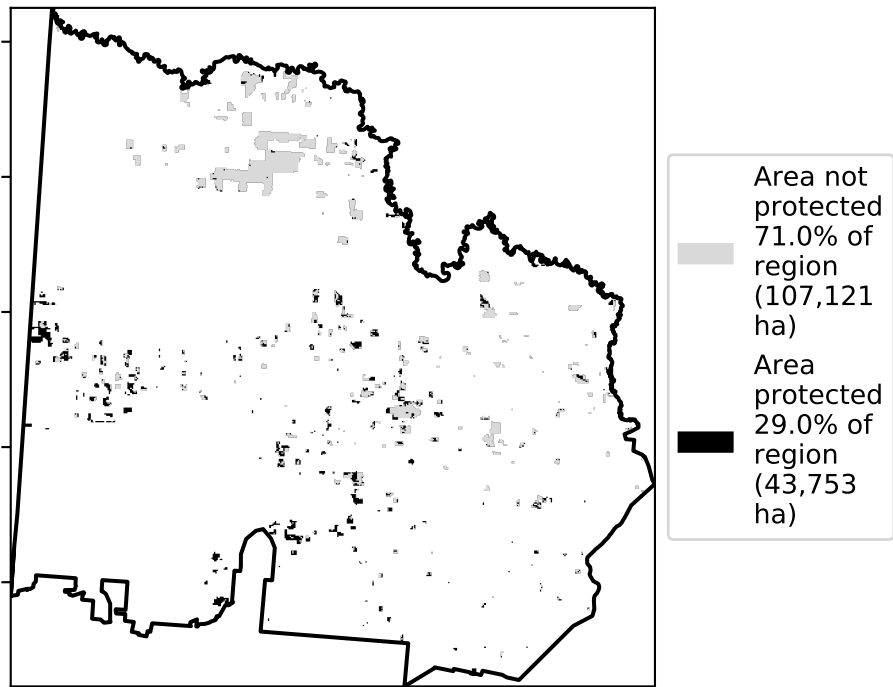 Area not
protected
71.0% of
region
(107,121
ha)
Area
protected
29.0% of
region
(43,753
ha)